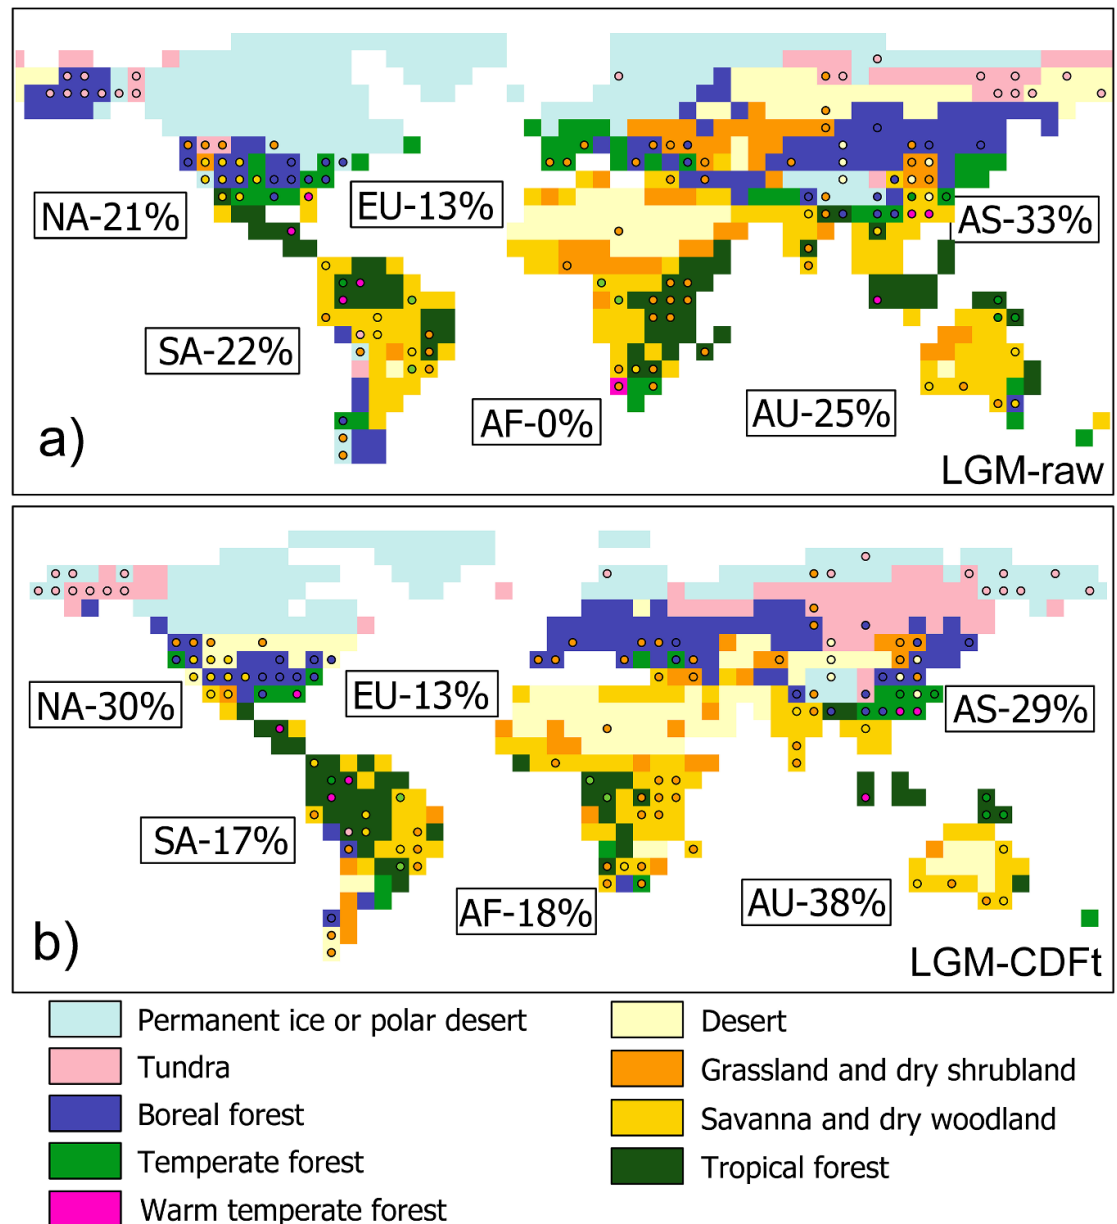 NA-21%
EU-13%
AS-33%
SA-22%
AF-0%
AU-25%
a)
LGM-raw
NA-30%
EU-13%
AS-29%
SA-17%
AF-18%
AU-38%
b)
LGM-CDFt
Permanent ice or polar desert
Tundra
Boreal forest
Temperate forest
Warm temperate forest
Desert
Grassland and dry shrubland
Savanna and dry woodland
Tropical forest